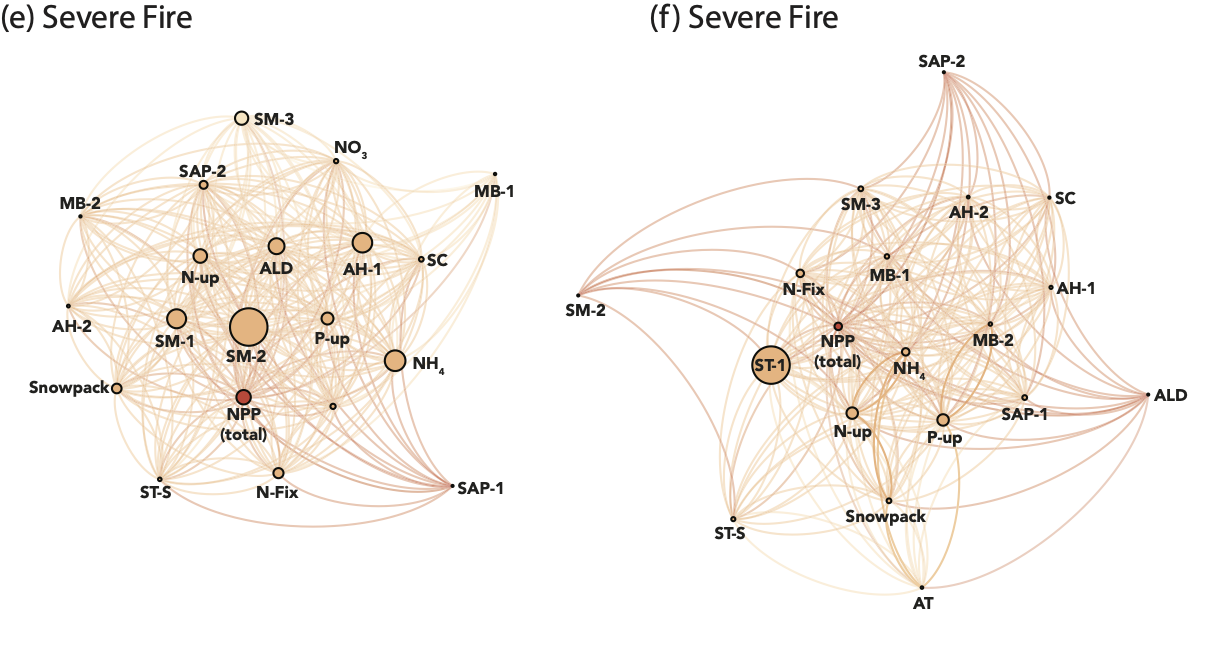 (e) Severe Fire
SM-3
NO3
SAP-2
MB-1
MB-2
SC
ALD
AH-1
N-up
AH-2
SM-1
P-up
SM-2
NH4
Snowpack
NPP
(total)
ST-S
N-Fix
SAP-1
(f) Severe Fire
SAP-2
SM-3
AH-2
SC
MB-1
N-Fix
AH-1
SM-2
NPP
(total)
MB-2
ST-1
NH4
ALD
SAP-1
N-up
P-up
Snowpack
ST-S
AT